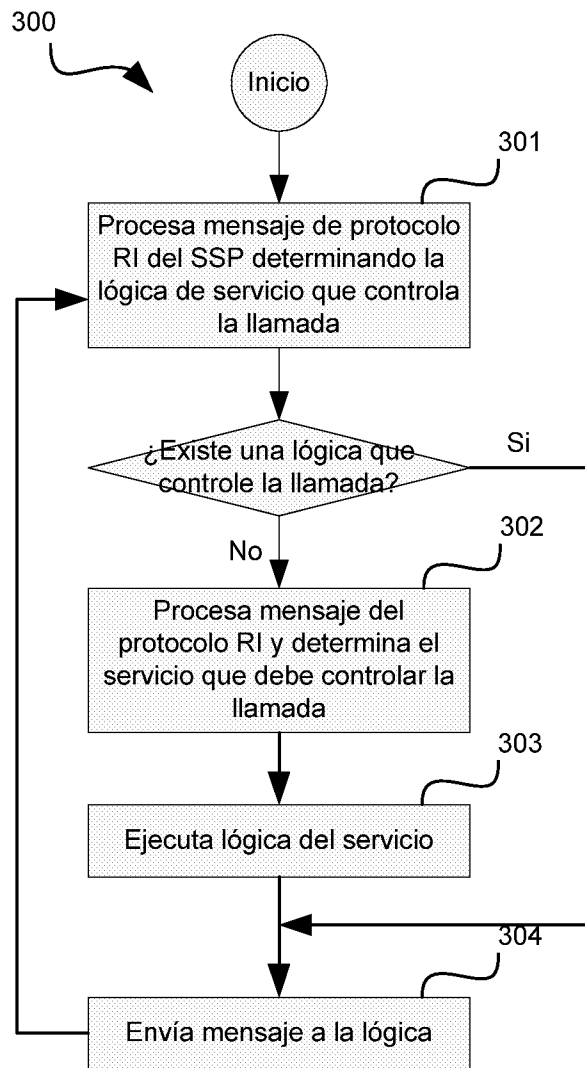 300
Inicio
301
Procesa mensaje de protocolo
RI del SSP determinando la
lógica de servicio que controla
la llamada
¿Existe una lógica que
controle la llamada?
Si
No
302
Procesa mensaje del
protocolo RI y determina el
servicio que debe controlar la
llamada
303
Ejecuta lógica del servicio
304
Envía mensaje a la lógica